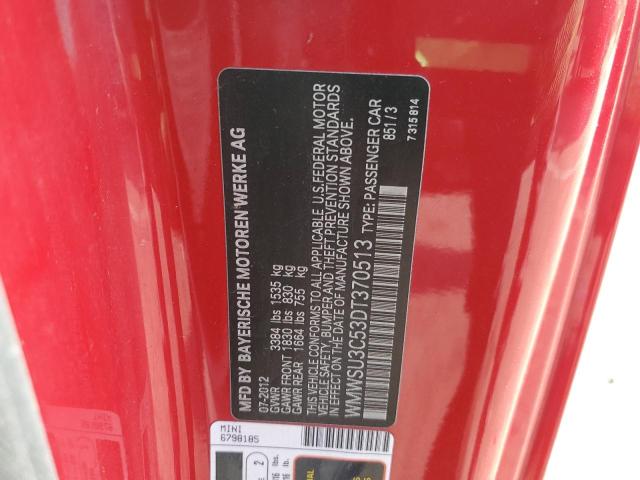 MFD BY BAYERISCHE MOTOREN WERKE AG
07-2012
GVWR 3384 lbs 1535 kg
GAWR FRONT 1830 lbs 830 kg
GAWR REAR 1664 lbs 755 kg
THIS VEHICLE CONFORMS TO ALL APPLICABLE U.S. FEDERAL MOTOR
VEHICLE SAFETY, BUMPER AND THEFT PREVENTION STANDARDS
IN EFFECT ON THE DATE OF MANUFACTURE SHOWN ABOVE.
WMWSU3C53DT370513 TYPE: PASSENGER CAR
851/3
7315814
MINI
6798185
2
lbs.
lb.